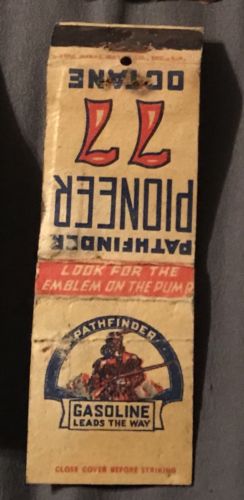 PATHFINDER
PIONEER
77
OCTANE
LOOK FOR THE
EMBLEM ON THE PUMP
PATHFINDER
GASOLINE
LEADS THE WAY
CLOSE COVER BEFORE STRIKING